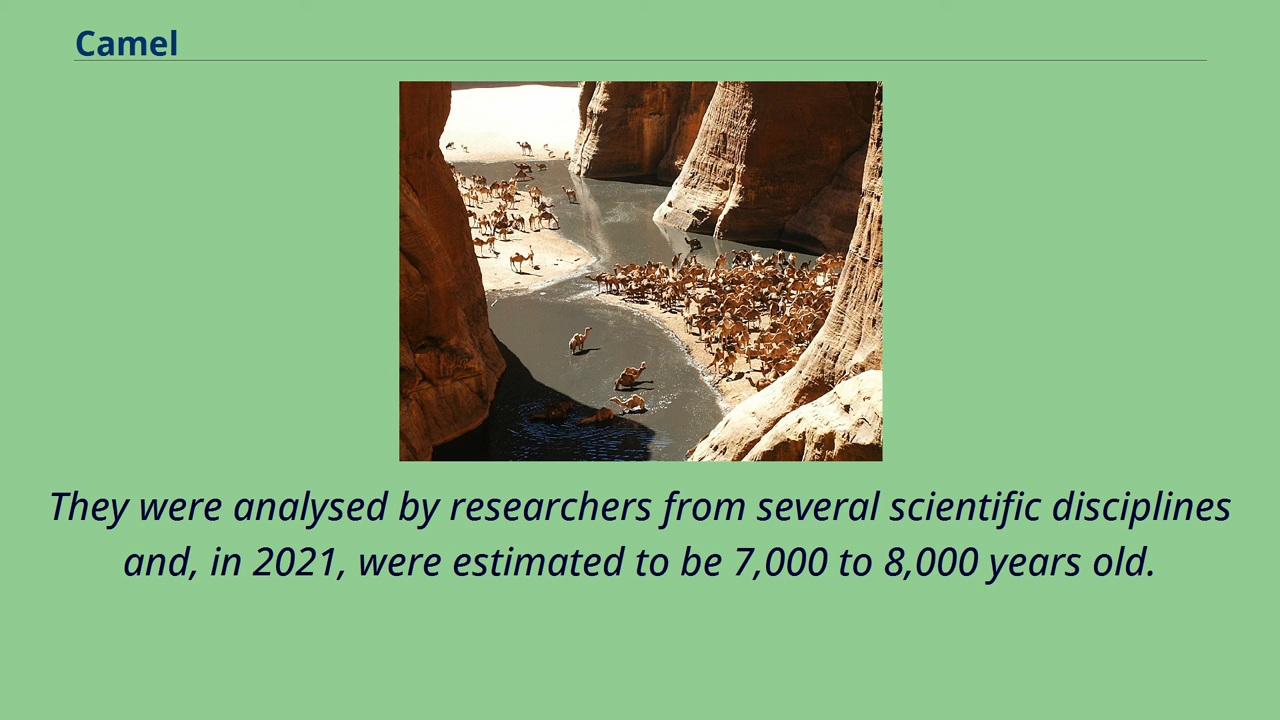 Camel
They were analysed by researchers from several scientific disciplines
and, in 2021, were estimated to be 7,000 to 8,000 years old.